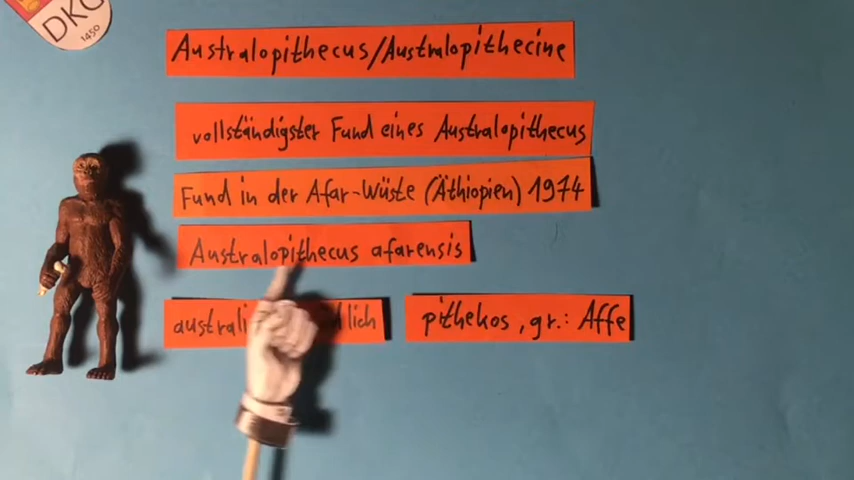 DKG
1450
Australopithecus/Australopithecine
vollständigster Fund eines Australopithecus
Fund in der Afar-Wüste (Äthiopien) 1974
Australopithecus afarensis
pithekos, gr.: Affe